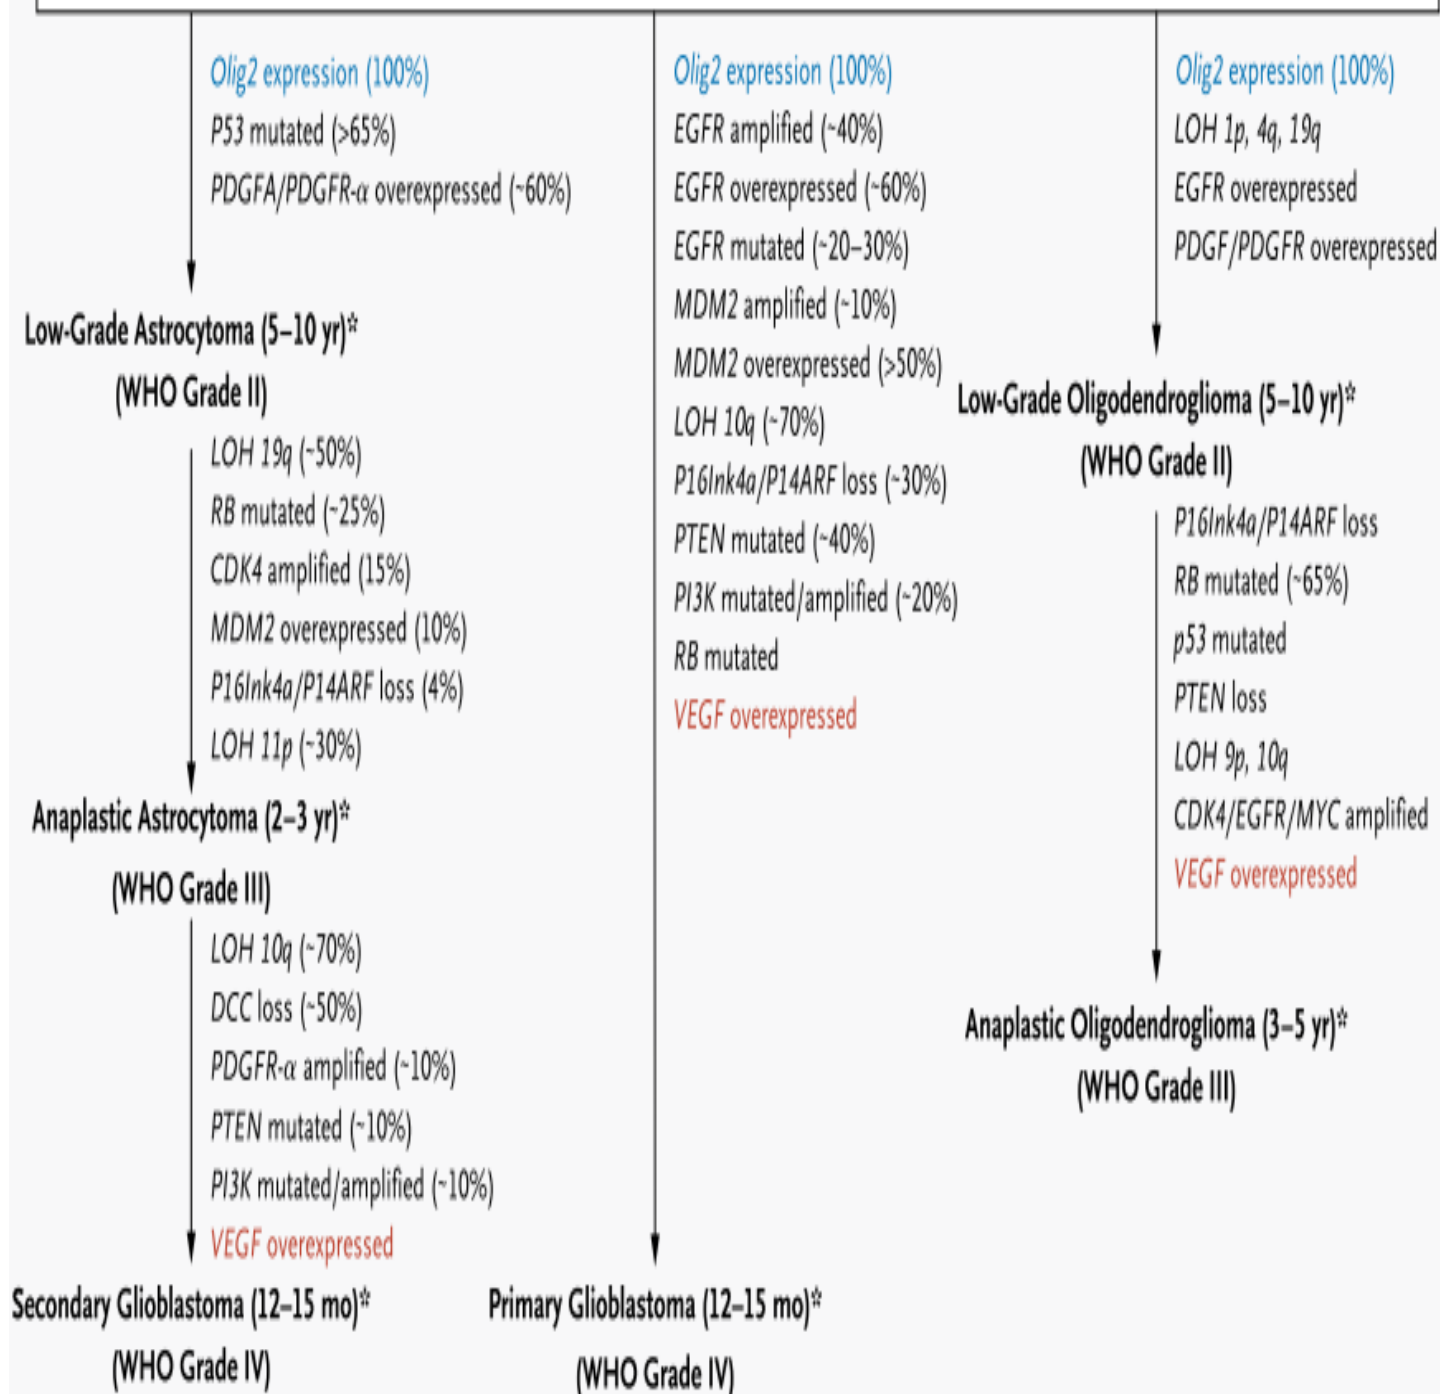 Olig2 expression (100%)
P53 mutated (>65%)
PDGFA/PDGFR-α overexpressed (~60%)
Low-Grade Astrocytoma (5–10 yr)*
(WHO Grade II)
LOH 19q (~50%)
RB mutated (~25%)
CDK4 amplified (15%)
MDM2 overexpressed (10%)
P16Ink4a/P14ARF loss (4%)
LOH 11p (~30%)
Anaplastic Astrocytoma (2–3 yr)*
(WHO Grade III)
LOH 10q (~70%)
DCC loss (~50%)
PDGFR-α amplified (~10%)
PTEN mutated (~10%)
PI3K mutated/amplified (~10%)
VEGF overexpressed
Secondary Glioblastoma (12–15 mo)*
(WHO Grade IV)
Olig2 expression (100%)
EGFR amplified (~40%)
EGFR overexpressed (~60%)
EGFR mutated (~20–30%)
MDM2 amplified (~10%)
MDM2 overexpressed (>50%)
LOH 10q (~70%)
P16Ink4a/P14ARF loss (~30%)
PTEN mutated (~40%)
PI3K mutated/amplified (~20%)
RB mutated
VEGF overexpressed
Primary Glioblastoma (12–15 mo)*
(WHO Grade IV)
Olig2 expression (100%)
LOH 1p, 4q, 19q
EGFR overexpressed
PDGF/PDGFR overexpressed
Low-Grade Oligodendroglioma (5–10 yr)*
(WHO Grade II)
P16Ink4a/P14ARF loss
RB mutated (~65%)
p53 mutated
PTEN loss
LOH 9p, 10q
CDK4/EGFR/MYC amplified
VEGF overexpressed
Anaplastic Oligodendroglioma (3–5 yr)*
(WHO Grade III)